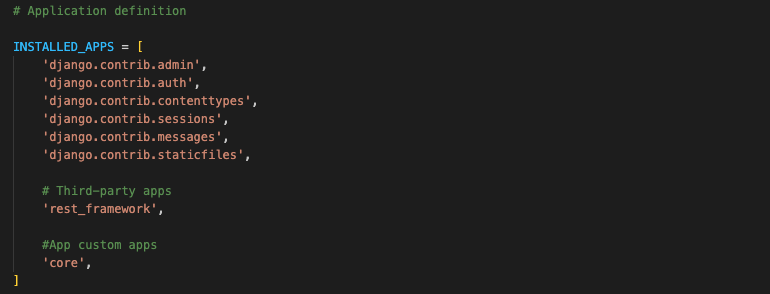 # Application definition
INSTALLED_APPS = [
'django.contrib.admin',
'django.contrib.auth',
'django.contrib.contenttypes',
'django.contrib.sessions',
'django.contrib.messages',
'django.contrib.staticfiles',
# Third-party apps
'rest_framework',
#App custom apps
'core',
]